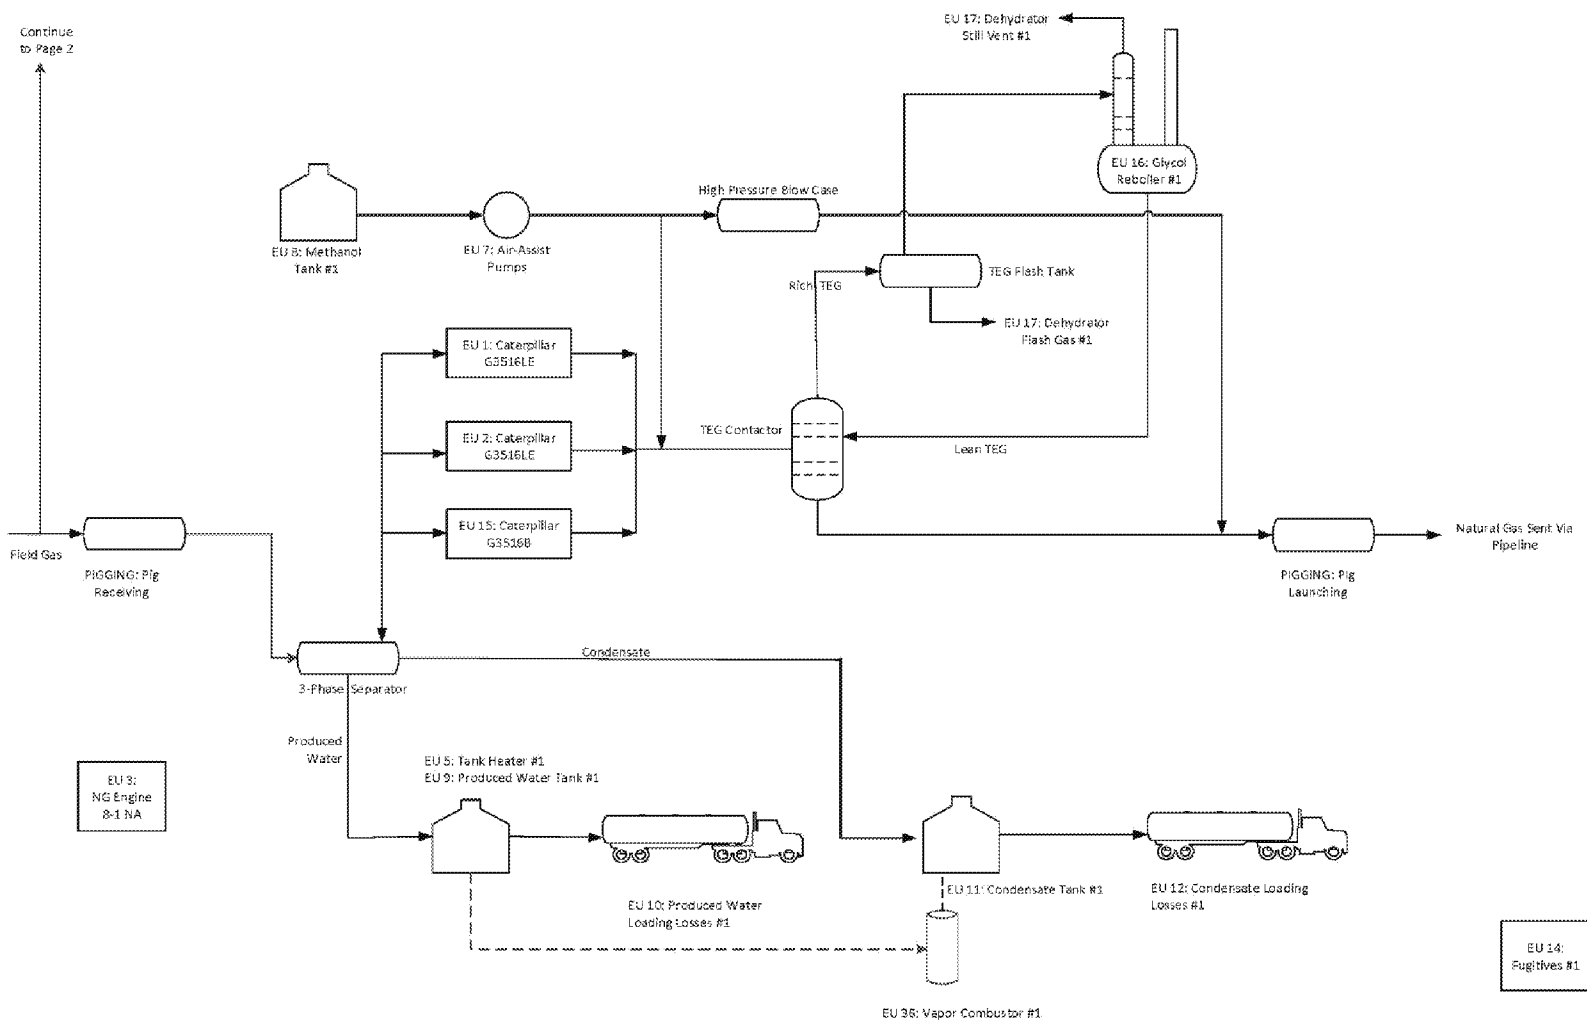 Continue
to Page 2
EU 17: Dehydrator
Still Vent #1
EU 16: Glycol
Reboiler #1
High Pressure Blow Case
EU 8: Methanol
Tank #1
EU 7: Air-Assist
Pumps
TEG Flash Tank
Rich TEG
EU 17: Dehydrator
Flash Gas #1
EU 1: Caterpillar
G3516LE
EU 2: Caterpillar
G3516LE
TEG Contactor
Lean TEG
EU 15: Caterpillar
G3516B
Field Gas
Natural Gas Sent Via
Pipeline
PIGGING: Pig
Receiving
PIGGING: Pig
Launching
Condensate
3-Phase Separator
Produced
Water
EU 5: Tank Heater #1
EU 9: Produced Water Tank #1
EU 3:
NG Engine
8-1 NA
EU 11: Condensate Tank #1
EU 12: Condensate Loading
Losses #1
EU 10: Produced Water
Loading Losses #1
EU 14:
Fugitives #1
EU 36: Vapor Combustor #1